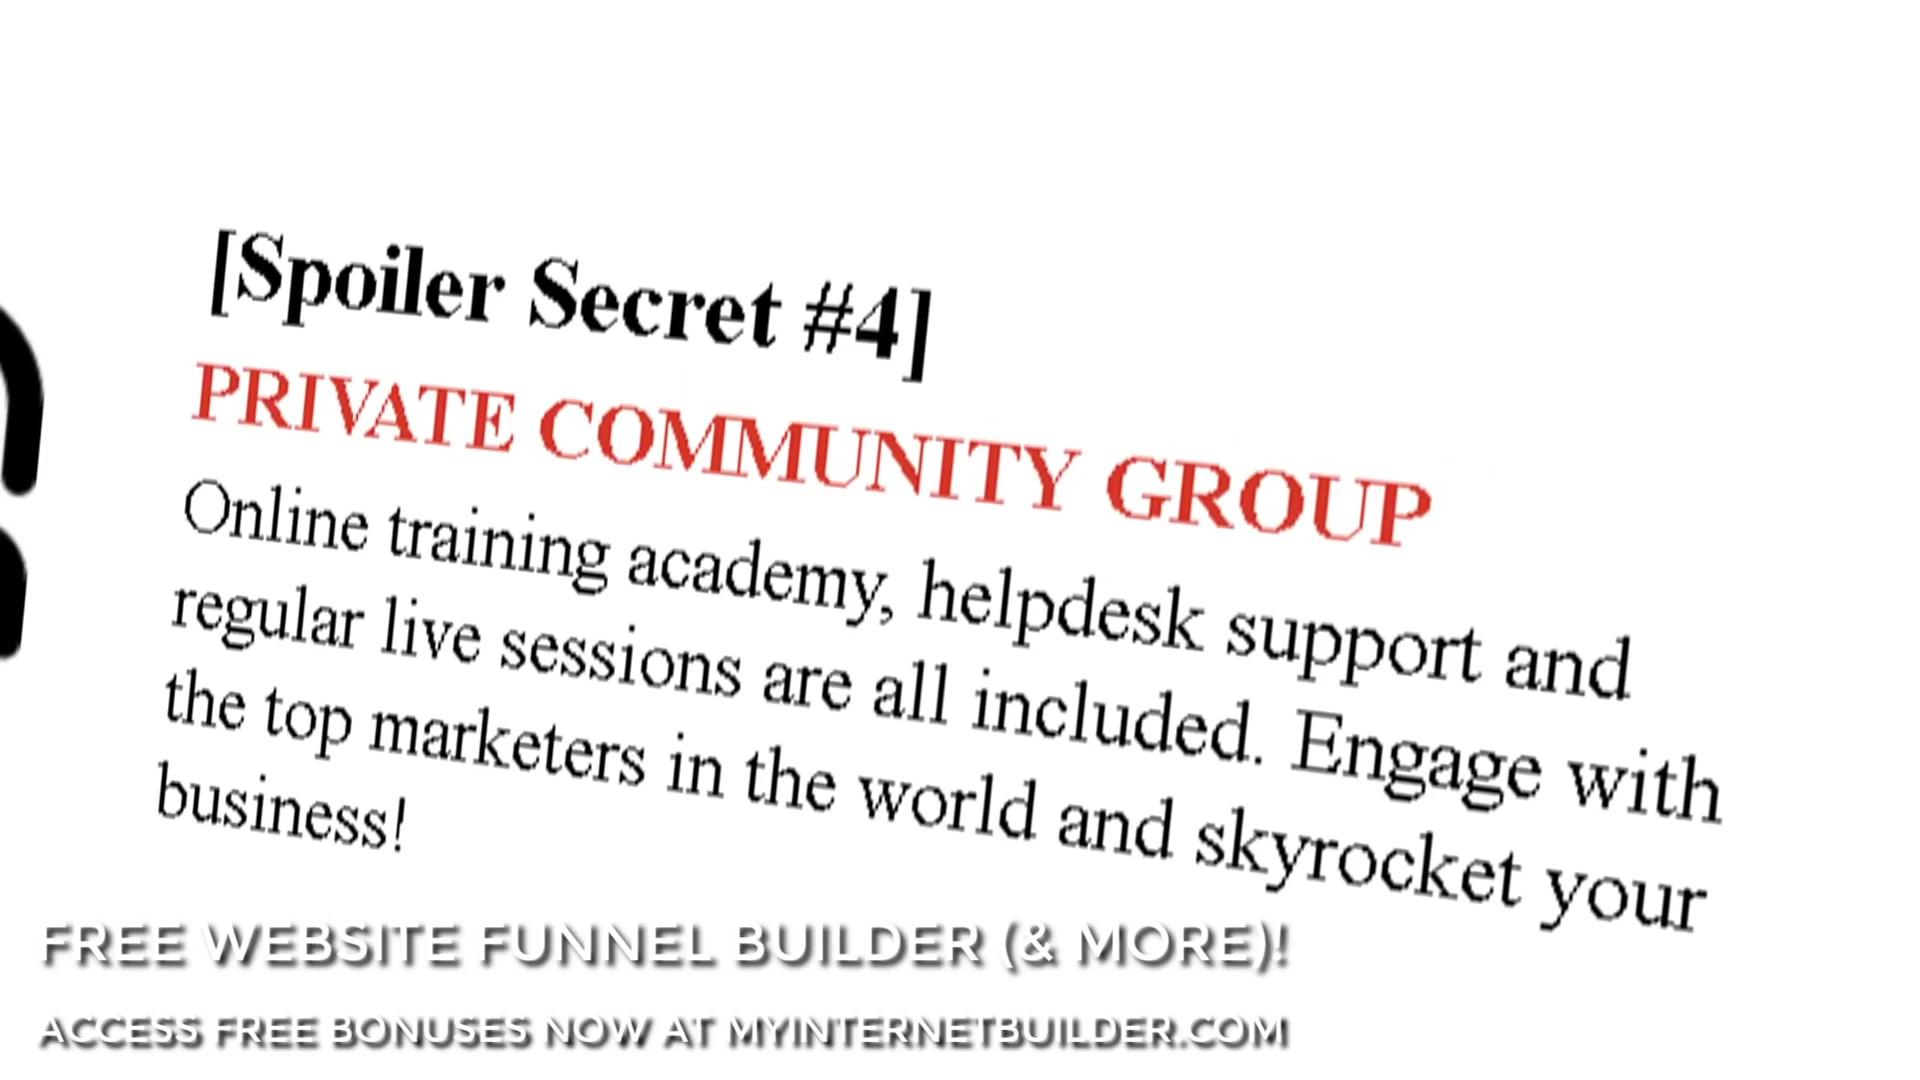 [Spoiler Secret #4]
PRIVATE COMMUNITY GROUP
Online training academy, helpdesk support and
regular live sessions are all included. Engage with
the top marketers in the world and skyrocket your
business!
FREE WEBSITE FUNNEL BUILDER (& MORE)!
ACCESS FREE BONUSES NOW AT MYINTERNETBUILDER.COM